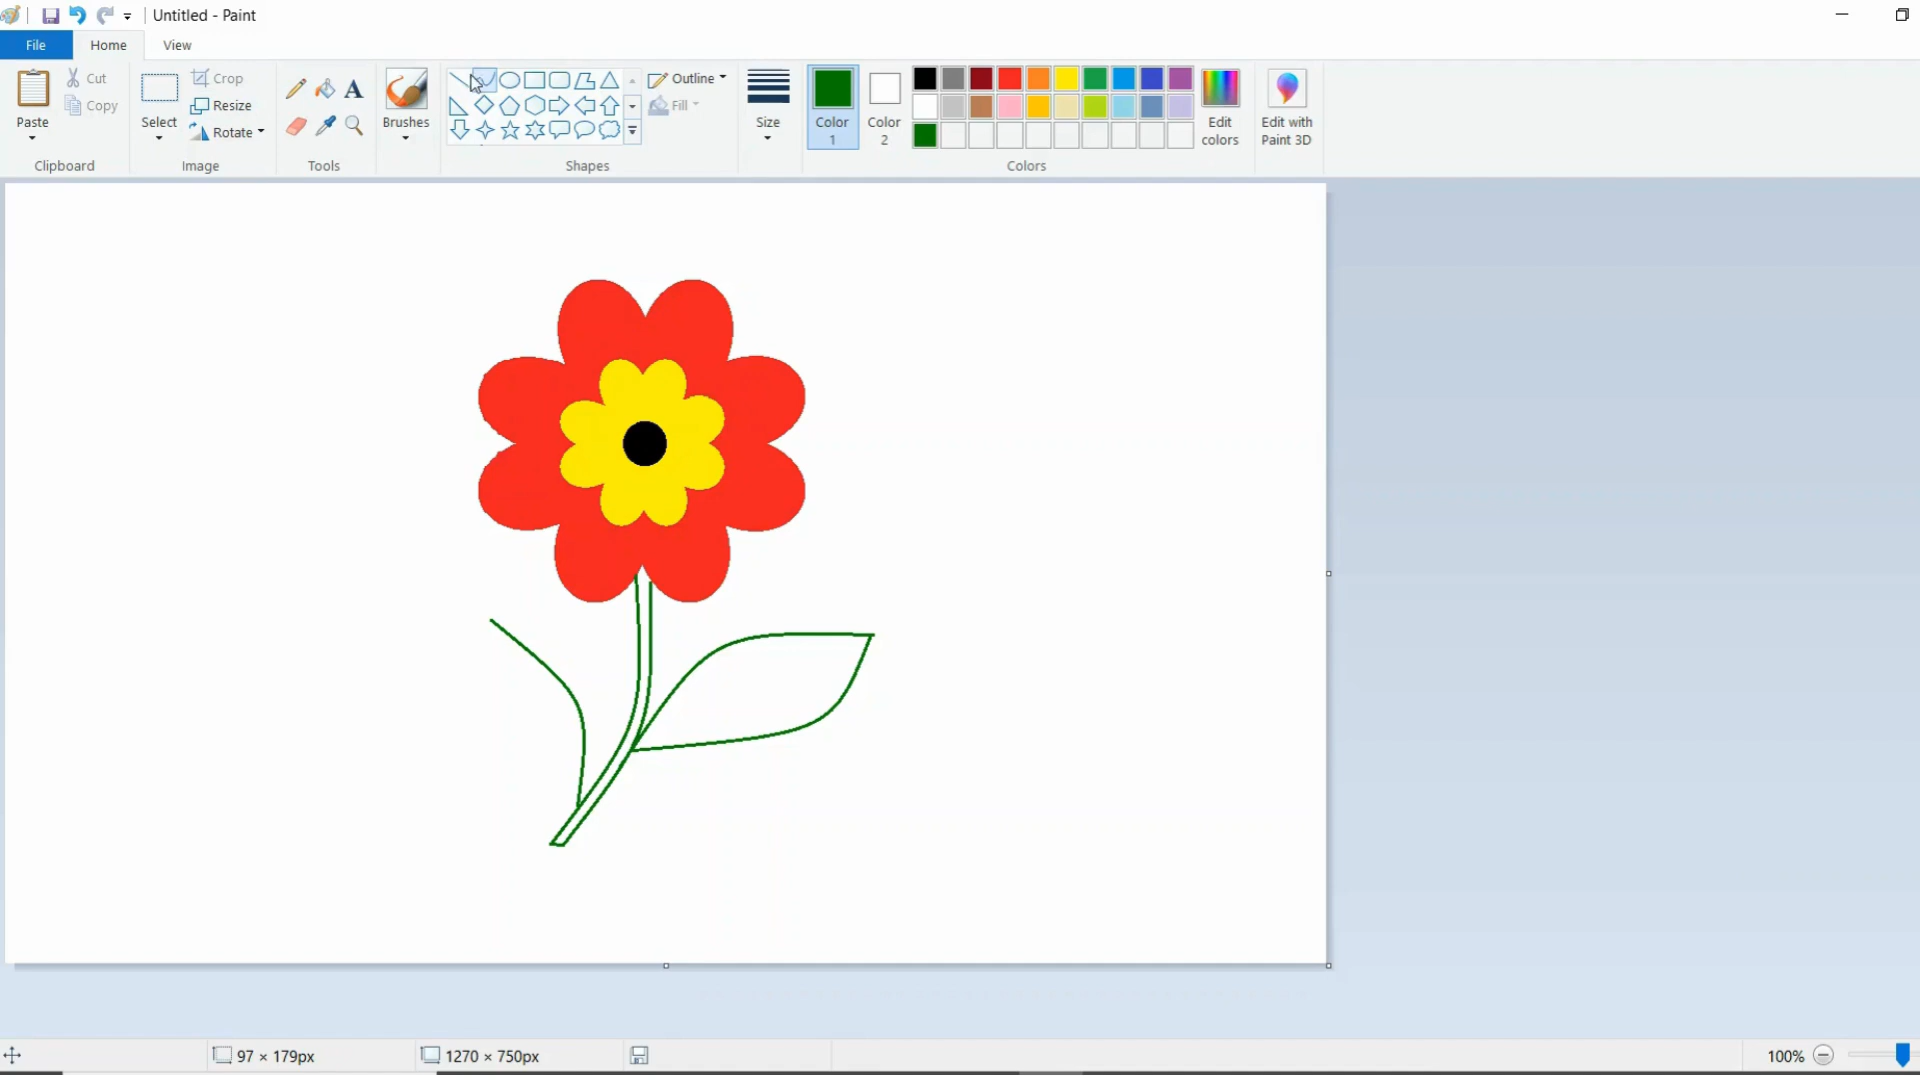 Untitled - Paint
File Home View
Paste
Cut
Copy
Clipboard
Select
Crop
Resize
Rotate
Image
A
Tools
Brushes
Outline
Fill
Shapes
Size
Color
1
Color
2
Edit
colors
Colors
Edit with
Paint 3D
97 × 179px
1270 × 750px
100%